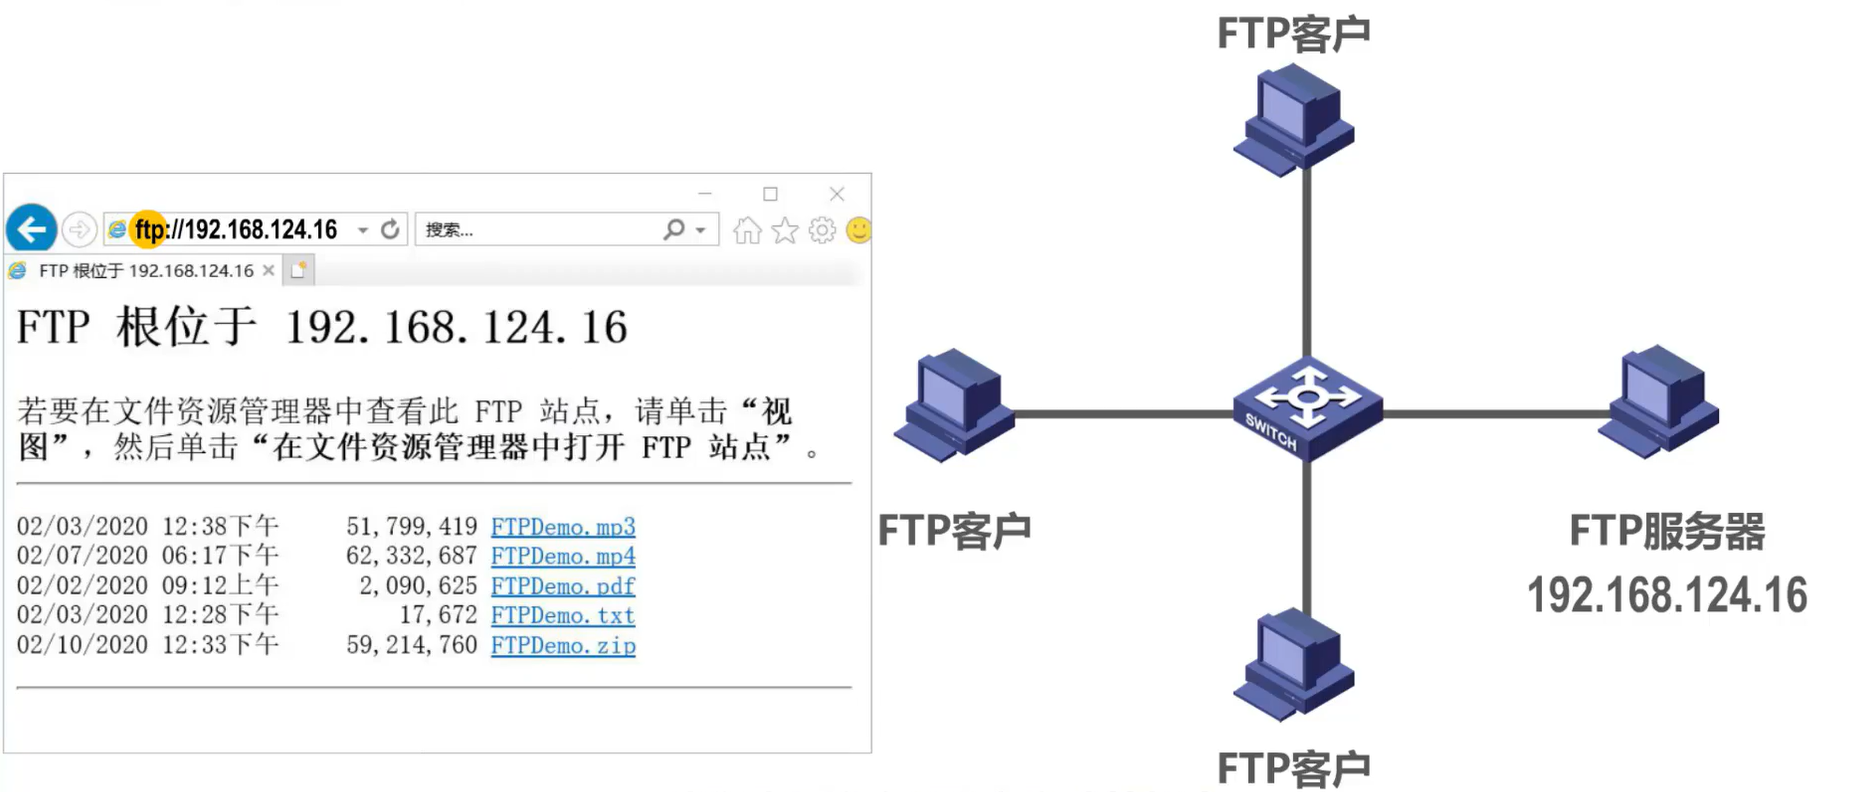 FTP客户
ftp://192.168.124.16
搜索...
FTP 根位于 192.168.124.16
FTP 根位于 192.168.124.16
若要在文件资源管理器中查看此 FTP 站点，请单击“视
图”，然后单击“在文件资源管理器中打开 FTP 站点”。
02/03/2020 12:38下午 51,799,419 FTPDemo.mp3
02/07/2020 06:17下午 62,332,687 FTPDemo.mp4
02/02/2020 09:12上午 2,090,625 FTPDemo.pdf
02/03/2020 12:28下午 17,672 FTPDemo.txt
02/10/2020 12:33下午 59,214,760 FTPDemo.zip
SWITCH
FTP客户
FTP服务器
192.168.124.16
FTP客户